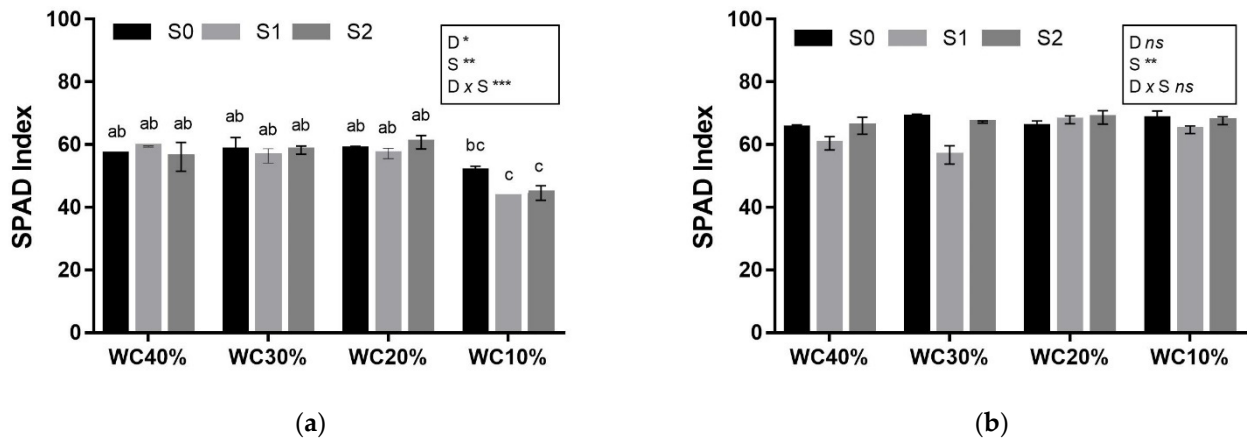 S0 S1 S2
D *
S **
D x S ***
SPAD Index
100
80
60
40
20
0
ab ab ab ab ab ab ab ab ab bc c c
WC40% WC30% WC20% WC10%
(a)
S0 S1 S2
D ns
S **
D x S ns
SPAD Index
100
80
60
40
20
0
WC40% WC30% WC20% WC10%
(b)